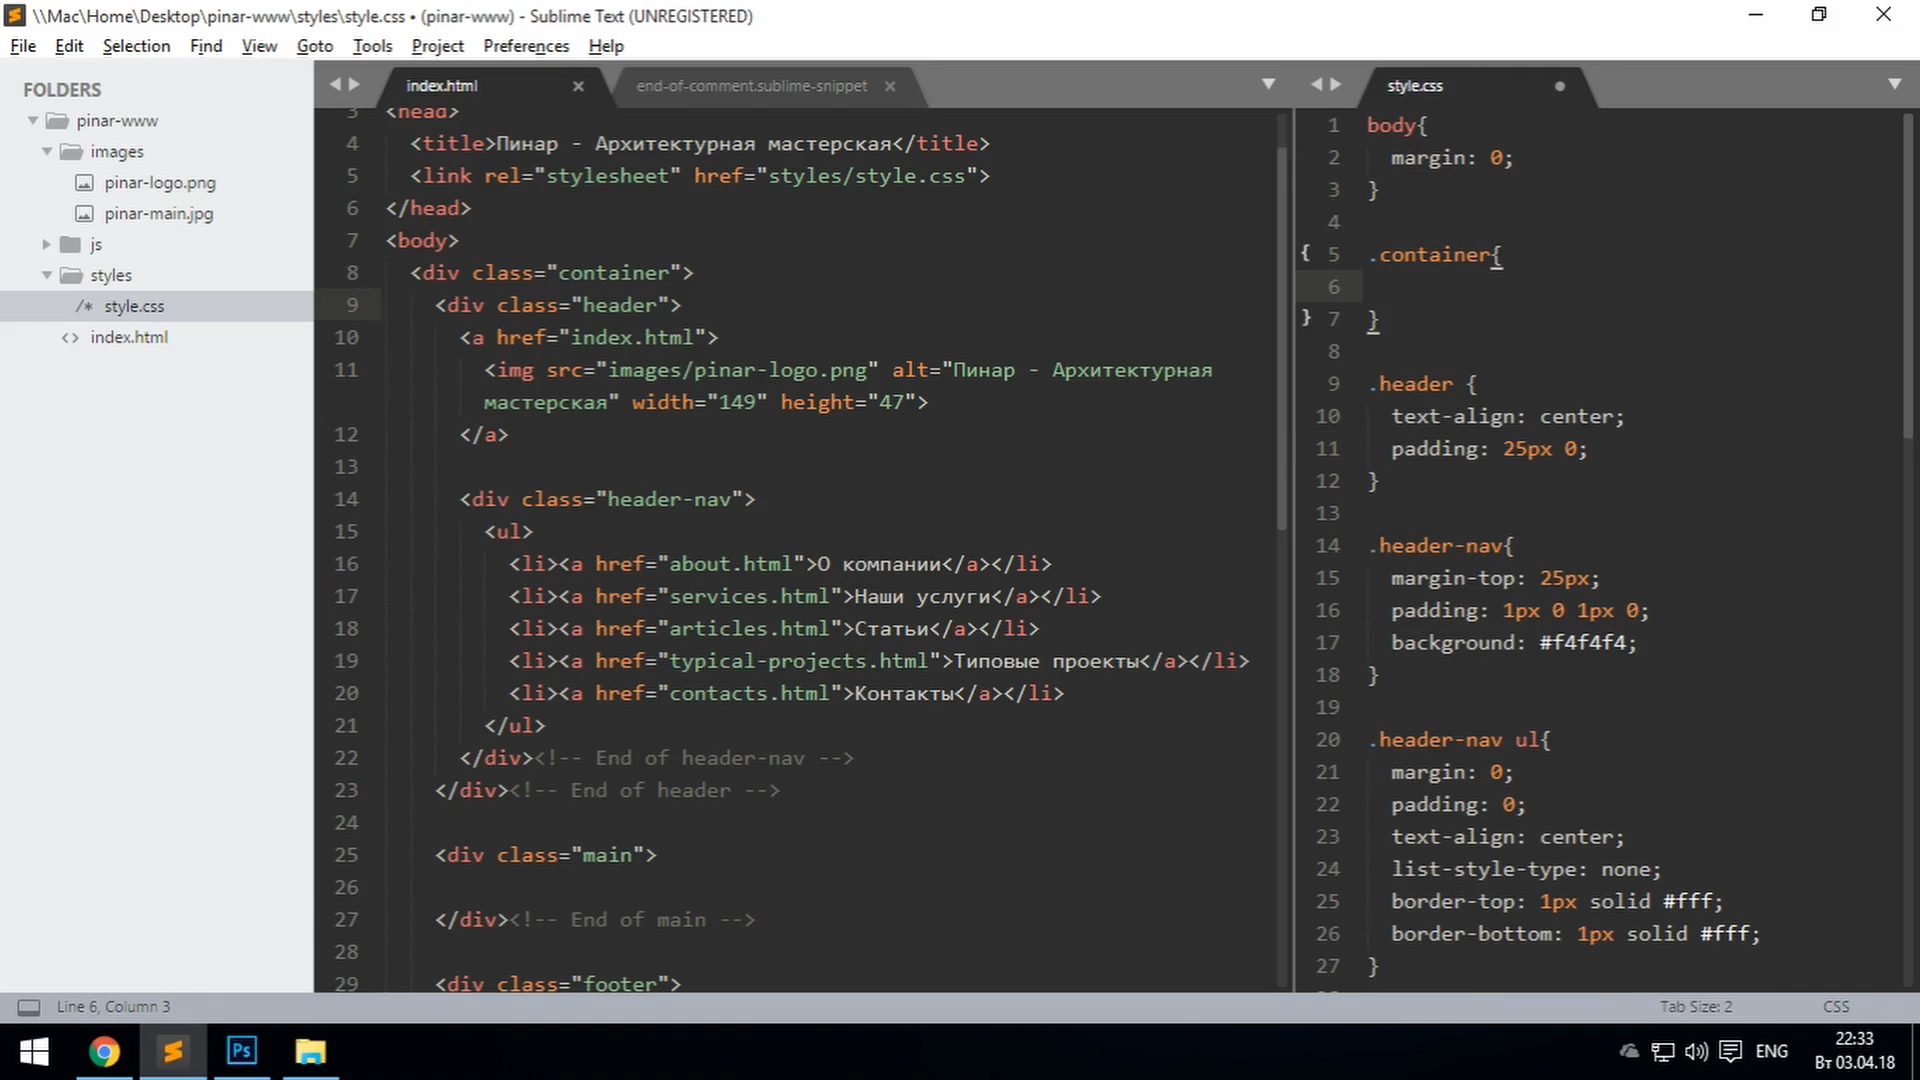 \\Mac\Home\Desktop\pinar-www\styles\style.css • (pinar-www) - Sublime Text (UNREGISTERED)
File Edit Selection Find View Goto Tools Project Preferences Help
FOLDERS
pinar-www
images
pinar-logo.png
pinar-main.jpg
js
styles
/* style.css
<> index.html
index.html
end-of-comment.sublime-snippet
3 <head>
4 <title>Пинар - Архитектурная мастерская</title>
5 <link rel="stylesheet" href="styles/style.css">
6 </head>
7 <body>
8 <div class="container">
9 <div class="header">
10 <a href="index.html">
11 <img src="images/pinar-logo.png" alt="Пинар - Архитектурная
мастерская" width="149" height="47">
12 </a>
13
14 <div class="header-nav">
15 <ul>
16 <li><a href="about.html">О компании</a></li>
17 <li><a href="services.html">Наши услуги</a></li>
18 <li><a href="articles.html">Статьи</a></li>
19 <li><a href="typical-projects.html">Типовые проекты</a></li>
20 <li><a href="contacts.html">Контакты</a></li>
21 </ul>
22 </div><!-- End of header-nav -->
23 </div><!-- End of header -->
24
25 <div class="main">
26
27 </div><!-- End of main -->
28
29 <div class="footer">
style.css
1 body{
2 margin: 0;
3 }
4
{ 5 .container{
6
} 7 }
8
9 .header {
10 text-align: center;
11 padding: 25px 0;
12 }
13
14 .header-nav{
15 margin-top: 25px;
16 padding: 1px 0 1px 0;
17 background: #f4f4f4;
18 }
19
20 .header-nav ul{
21 margin: 0;
22 padding: 0;
23 text-align: center;
24 list-style-type: none;
25 border-top: 1px solid #fff;
26 border-bottom: 1px solid #fff;
27 }
Line 6, Column 3
Tab Size: 2
CSS
Ps
ENG
22:33
Вт 03.04.18